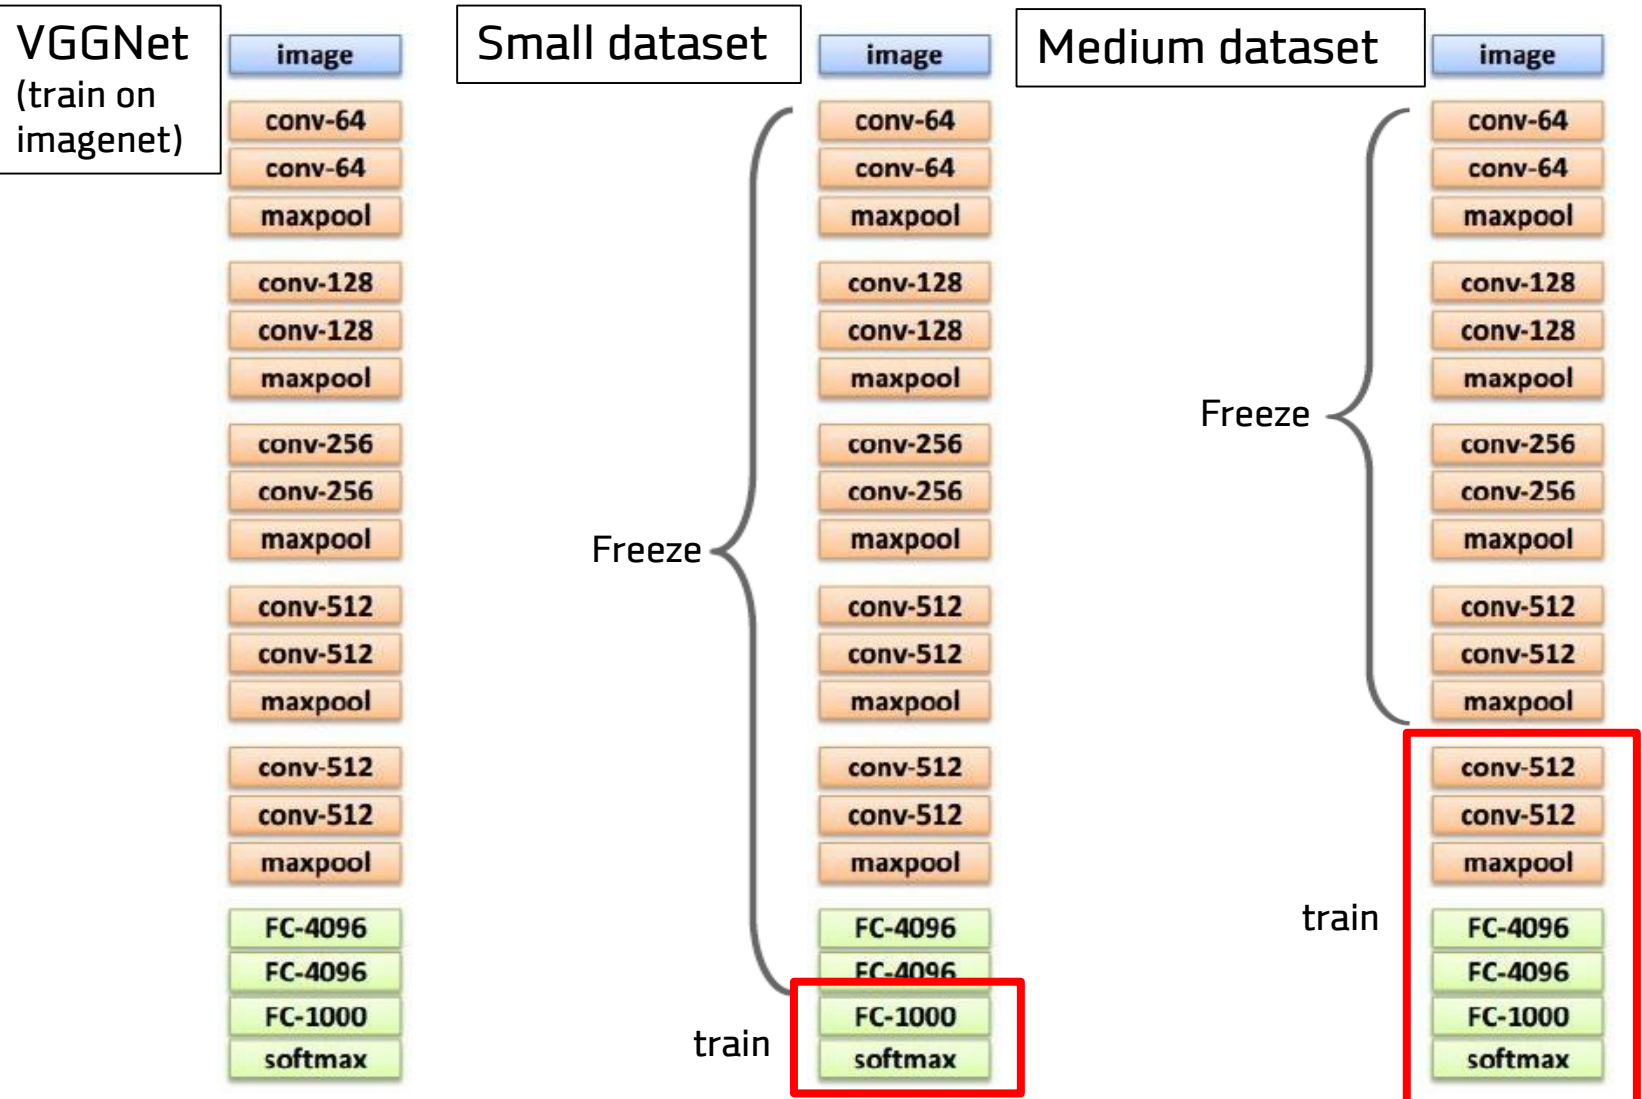 VGGNet
(train on
imagenet)
image
conv-64
conv-64
maxpool
conv-128
conv-128
maxpool
conv-256
conv-256
maxpool
conv-512
conv-512
maxpool
conv-512
conv-512
maxpool
FC-4096
FC-4096
FC-1000
softmax
Small dataset
image
conv-64
conv-64
maxpool
conv-128
conv-128
maxpool
conv-256
conv-256
maxpool
Freeze
conv-512
conv-512
maxpool
conv-512
conv-512
maxpool
FC-4096
FC-4096
FC-1000
train
softmax
Medium dataset
image
conv-64
conv-64
maxpool
conv-128
conv-128
maxpool
Freeze
conv-256
conv-256
maxpool
conv-512
conv-512
maxpool
conv-512
conv-512
maxpool
train
FC-4096
FC-4096
FC-1000
softmax